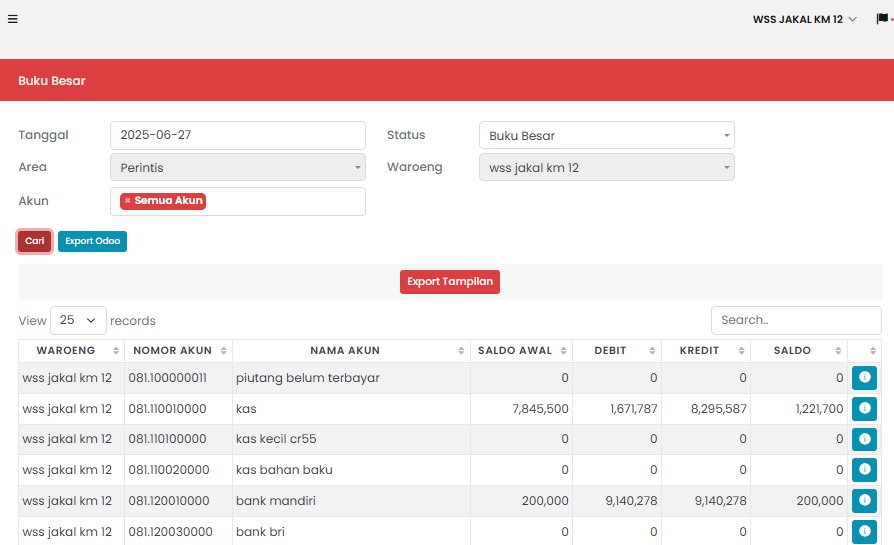 WSS JAKAL KM 12
Buku Besar
Tanggal 2025-06-27 Status Buku Besar
Area Perintis Waroeng wss jakal km 12
Akun × Semua Akun
Cari Export Odoo
Export Tampilan
View 25 records Search..
WAROENG NOMOR AKUN NAMA AKUN SALDO AWAL DEBIT KREDIT SALDO
wss jakal km 12 081.100000011 piutang belum terbayar 0 0 0 0
wss jakal km 12 081.110010000 kas 7,845,500 1,671,787 8,295,587 1,221,700
wss jakal km 12 081.110100000 kas kecil cr55 0 0 0 0
wss jakal km 12 081.110020000 kas bahan baku 0 0 0 0
wss jakal km 12 081.120010000 bank mandiri 200,000 9,140,278 9,140,278 200,000
wss jakal km 12 081.120030000 bank bri 0 0 0 0